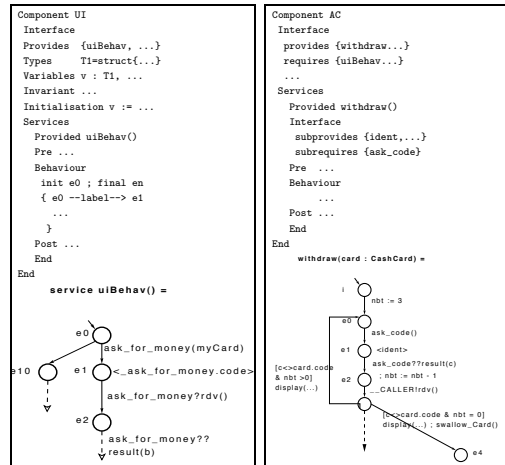 Component UI
Interface
Provides {uiBehav, ...}
Types T1=struct{...}
Variables v : T1, ...
Invariant ...
Initialisation v := ...
Services
Provided uiBehav()
Pre ...
Behaviour
init e0 ; final en
{ e0 --label--> e1
...
}
Post ...
End
End
service uiBehav() =
e0
ask_for_money(myCard)
e10
e1
<_ask_for_money.code>
ask_for_money?rdv()
e2
ask_for_money??
result(b)
Component AC
Interface
provides {withdraw...}
requires {uiBehav...}
...
Services
Provided withdraw()
Interface
subprovides {ident,...}
subrequires {ask_code}
Pre ...
Behaviour
...
Post ...
End
End
withdraw(card : CashCard) =
i
nbt := 3
e0
ask_code()
e1
<ident>
ask_code??result(c)
; nbt := nbt - 1
[c<>card.code
& nbt >0]
display(...)
e2
__CALLER!rdv()
[c<>card.code & nbt = 0]
display(...) ; swallow_Card()
e4